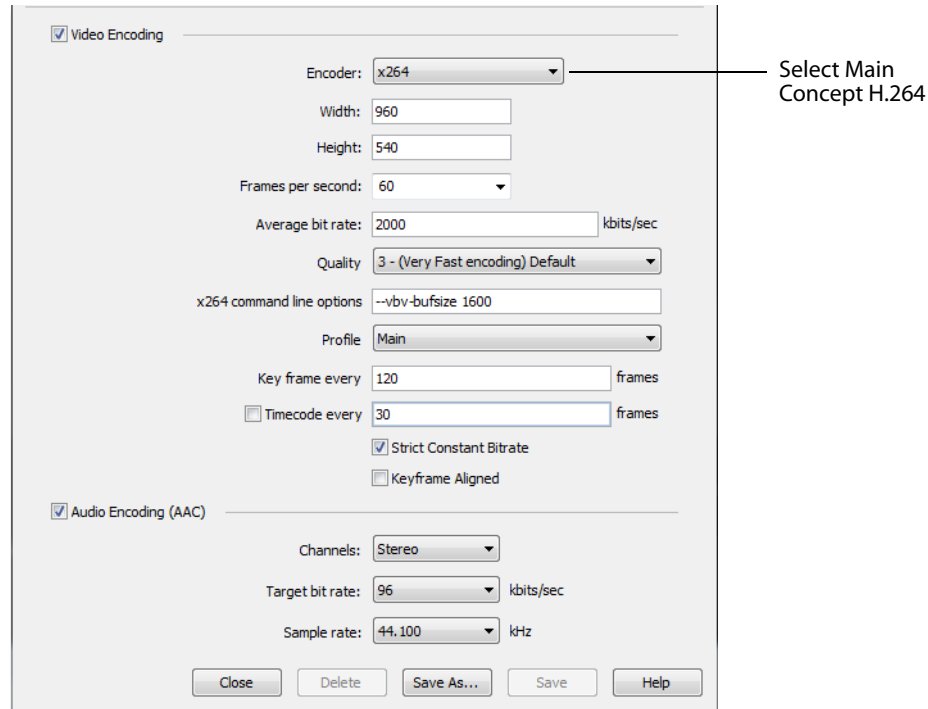 Video Encoding
Encoder: x264
Select Main
Concept H.264
Width: 960
Height: 540
Frames per second: 60
Average bit rate: 2000 kbits/sec
Quality 3 - (Very Fast encoding) Default
x264 command line options --vbv-bufsize 1600
Profile Main
Key frame every 120 frames
Timecode every 30 frames
Strict Constant Bitrate
Keyframe Aligned
Audio Encoding (AAC)
Channels: Stereo
Target bit rate: 96 kbits/sec
Sample rate: 44.100 kHz
Close Delete Save As... Save Help